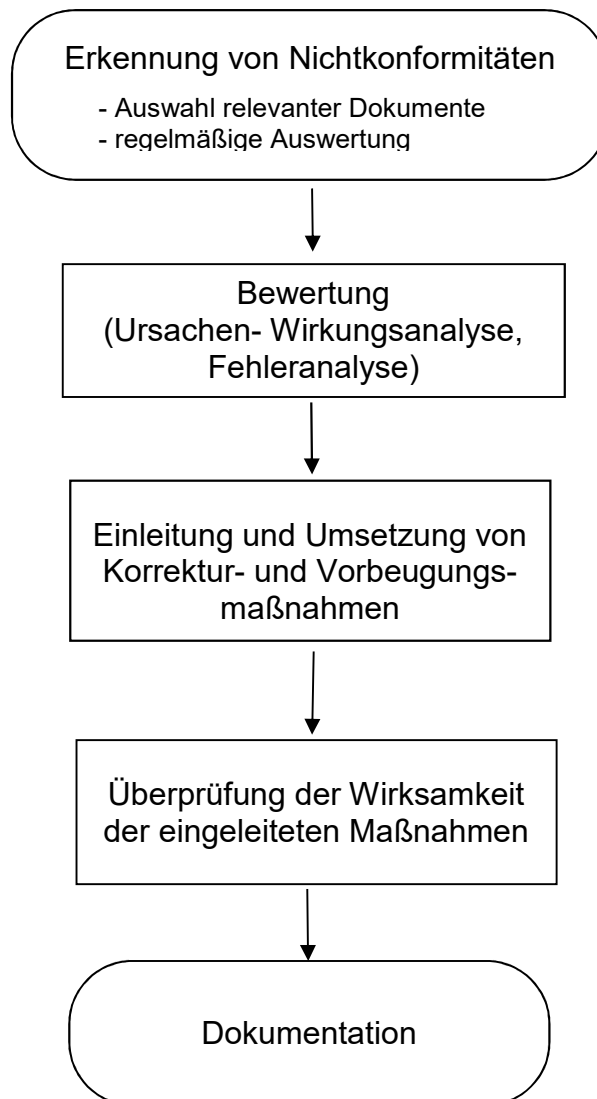 Erkennung von Nichtkonformitäten
- Auswahl relevanter Dokumente
- regelmäßige Auswertung
Bewertung
(Ursachen- Wirkungsanalyse,
Fehleranalyse)
Einleitung und Umsetzung von
Korrektur- und Vorbeugungs-
maßnahmen
Überprüfung der Wirksamkeit
der eingeleiteten Maßnahmen
Dokumentation